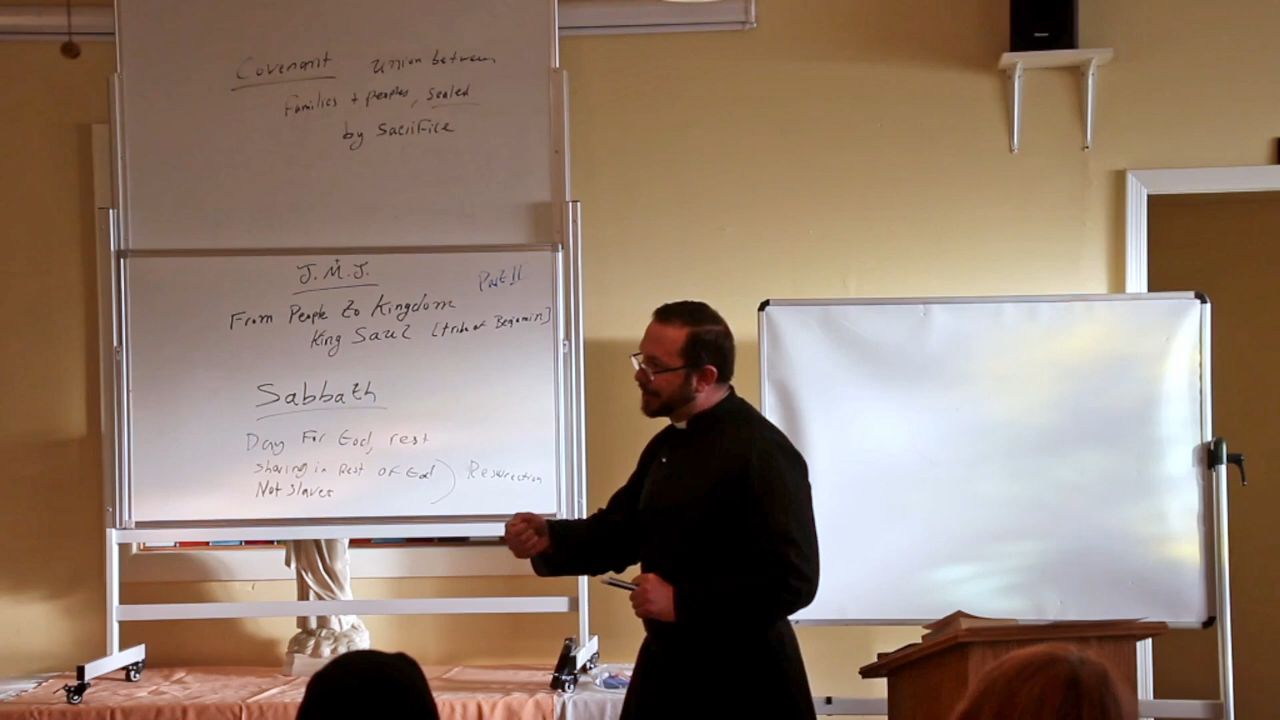 Covenant Union between
Families + peoples, sealed
by SacriFice
J.M.J.
Part II
From People to Kingdom
King Saul [tribe of Benjamin]
Sabbath
Day For God, rest
sharing in Rest OF God
Resurrection
Not slaves